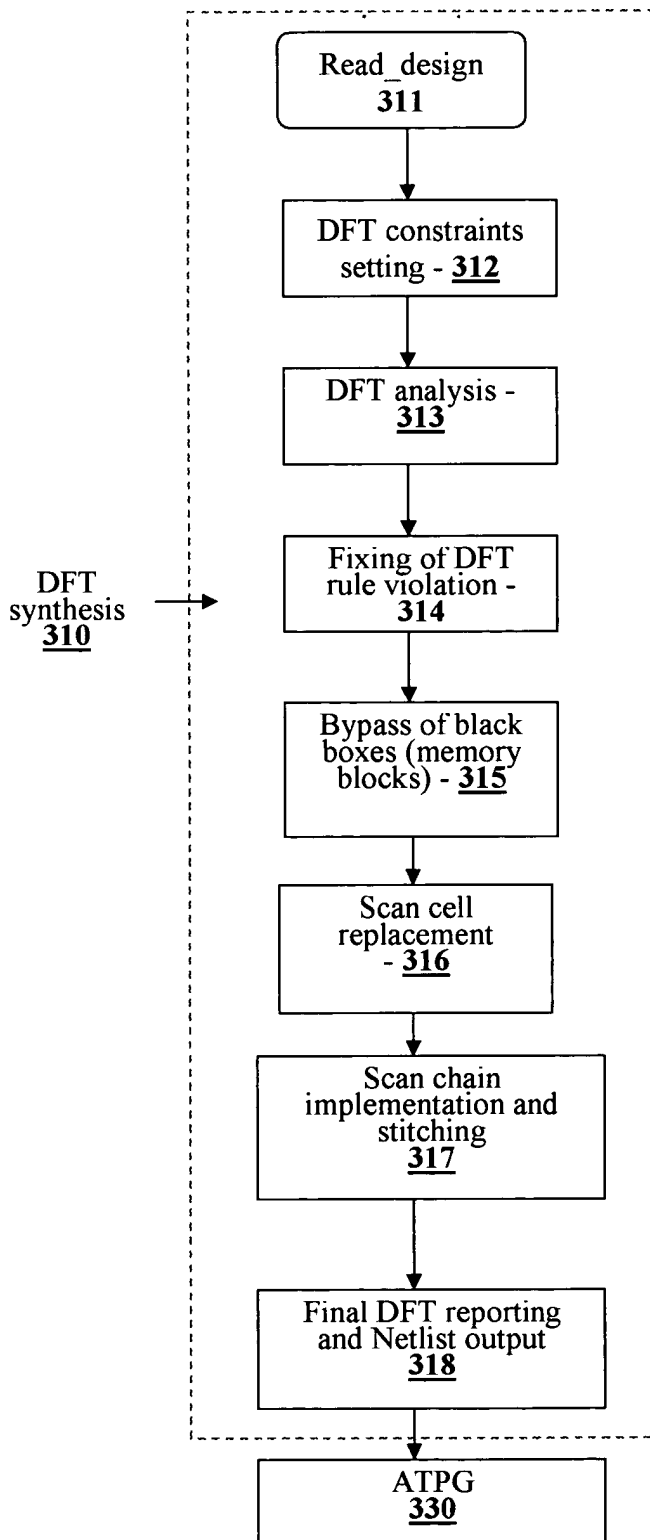 Read_design
311
DFT constraints
setting - 312
DFT analysis -
313
Fixing of DFT
rule violation -
314
DFT
synthesis
310
Bypass of black
boxes (memory
blocks) - 315
Scan cell
replacement
- 316
Scan chain
implementation and
stitching
317
Final DFT reporting
and Netlist output
318
ATPG
330